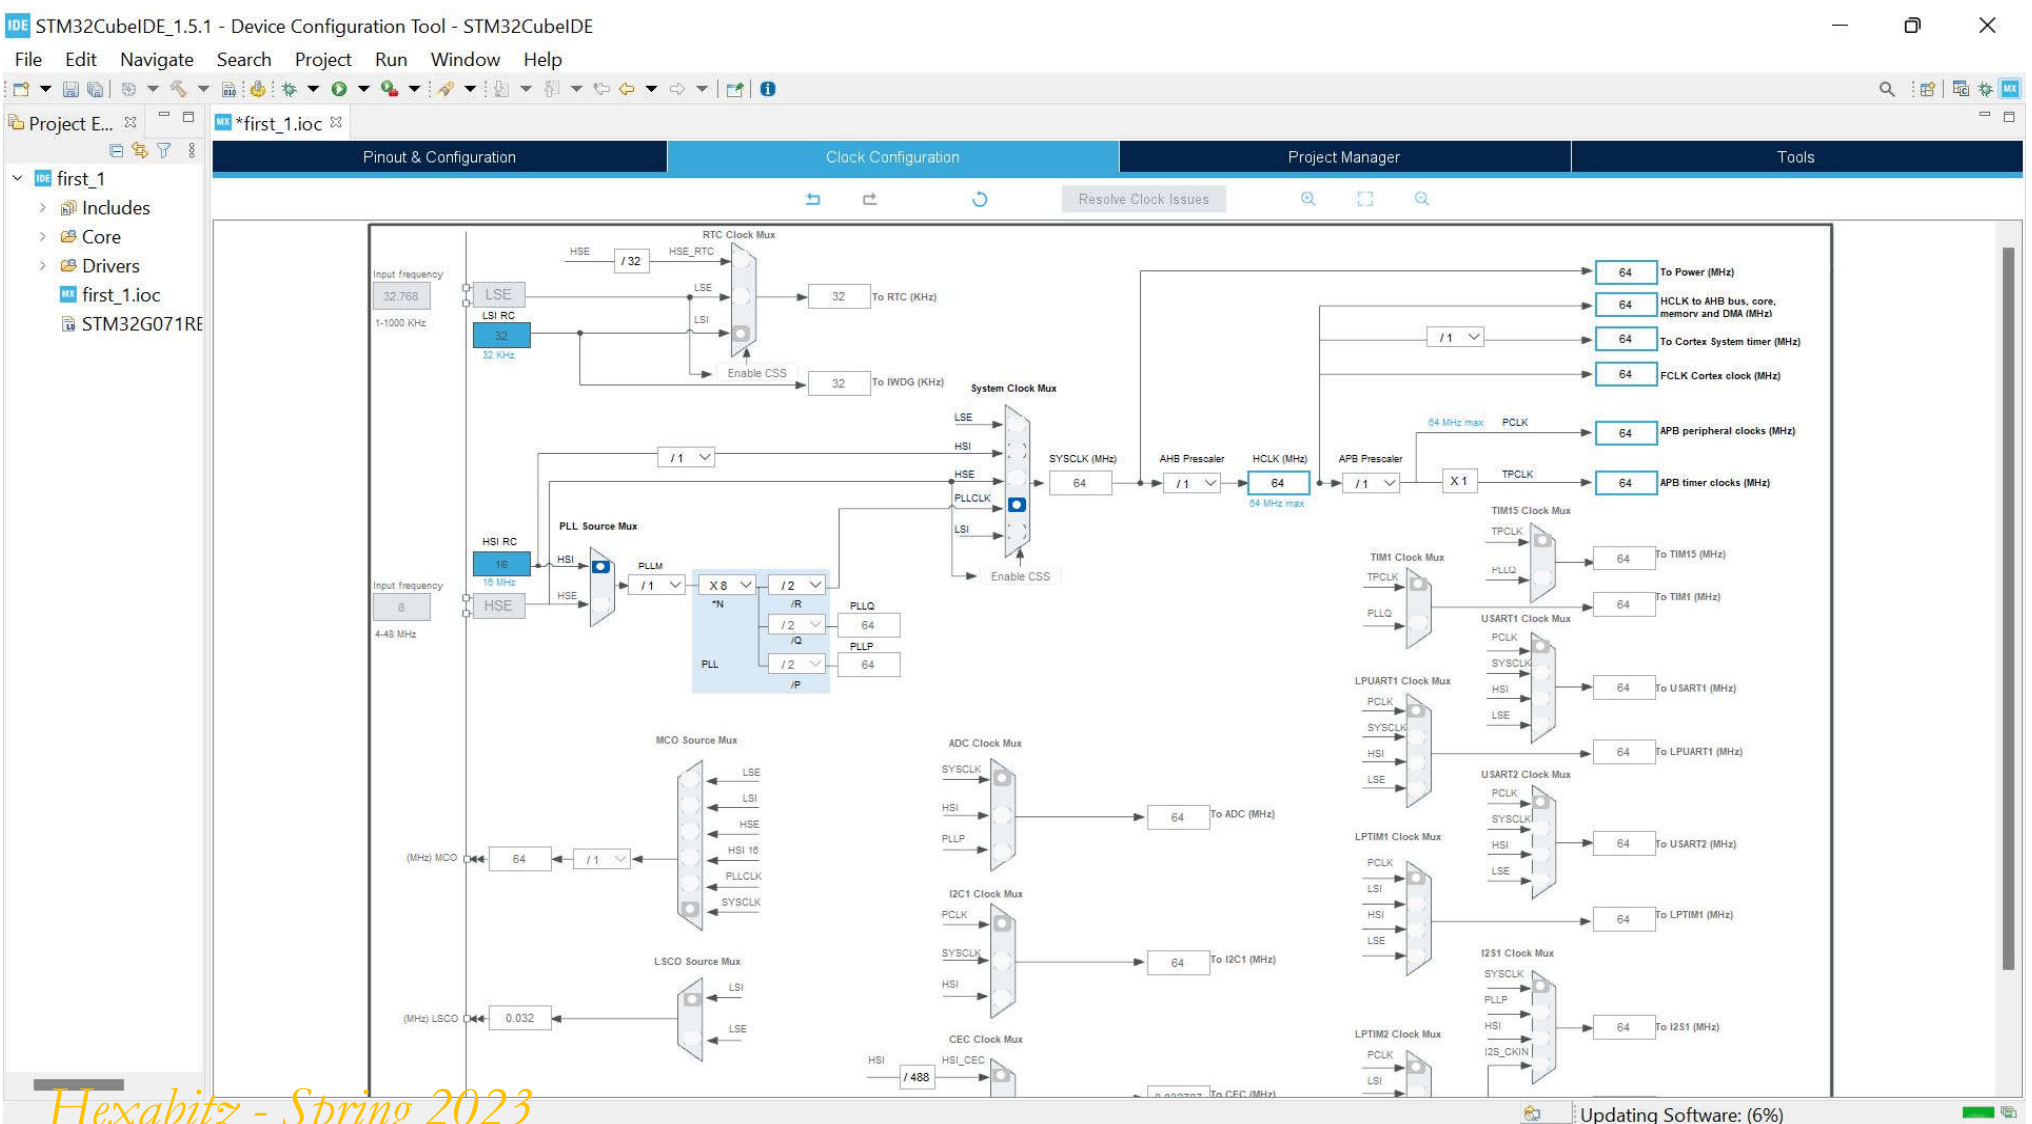 IDE STM32CubeIDE_1.5.1 - Device Configuration Tool - STM32CubeIDE
File Edit Navigate Search Project Run Window Help
Project E...
*first_1.ioc
Pinout & Configuration
Clock Configuration
Project Manager
Tools
first_1
Includes
Core
Drivers
first_1.ioc
STM32G071RE
Resolve Clock Issues
RTC Clock Mux
HSE
/ 32
HSE_RTC
Input frequency
32.768
1-1000 KHz
LSE
LSE
LSI RC
32
32 KHz
LSI
32
To RTC (KHz)
Enable CSS
32
To IWDG (KHz)
64
To Power (MHz)
64
HCLK to AHB bus, core,
memory and DMA (MHz)
/ 1
64
To Cortex System timer (MHz)
64
FCLK Cortex clock (MHz)
System Clock Mux
LSE
HSI
HSE
PLLCLK
LSI
Enable CSS
/ 1
SYSCLK (MHz)
64
AHB Prescaler
/ 1
HCLK (MHz)
64
64 MHz max
APB Prescaler
/ 1
64 MHz max
PCLK
64
APB peripheral clocks (MHz)
X 1
TPCLK
64
APB timer clocks (MHz)
PLL Source Mux
HSI RC
16
16 MHz
HSI
HSE
Input frequency
8
4-48 MHz
HSE
PLLM
/ 1
X 8
*N
/ 2
/R
/ 2
/Q
/ 2
/P
PLL
PLLQ
64
PLLP
64
TIM15 Clock Mux
TPCLK
PLLQ
64
To TIM15 (MHz)
TIM1 Clock Mux
TPCLK
PLLQ
64
To TIM1 (MHz)
USART1 Clock Mux
PCLK
SYSCLK
HSI
LSE
64
To USART1 (MHz)
LPUART1 Clock Mux
PCLK
SYSCLK
HSI
LSE
64
To LPUART1 (MHz)
USART2 Clock Mux
PCLK
SYSCLK
HSI
LSE
64
To USART2 (MHz)
LPTIM1 Clock Mux
PCLK
LSI
HSI
LSE
64
To LPTIM1 (MHz)
I2S1 Clock Mux
SYSCLK
PLLP
HSI
I2S_CKIN
64
To I2S1 (MHz)
LPTIM2 Clock Mux
PCLK
LSI
MCO Source Mux
LSE
LSI
HSE
HSI 16
PLLCLK
SYSCLK
(MHz) MCO
64
/ 1
LSCO Source Mux
LSI
LSE
(MHz) LSCO
0.032
ADC Clock Mux
SYSCLK
HSI
PLLP
64
To ADC (MHz)
I2C1 Clock Mux
PCLK
SYSCLK
HSI
64
To I2C1 (MHz)
CEC Clock Mux
HSI
/ 488
HSI_CEC
To CEC (MHz)
Hexabitz - Spring 2023
Updating Software: (6%)